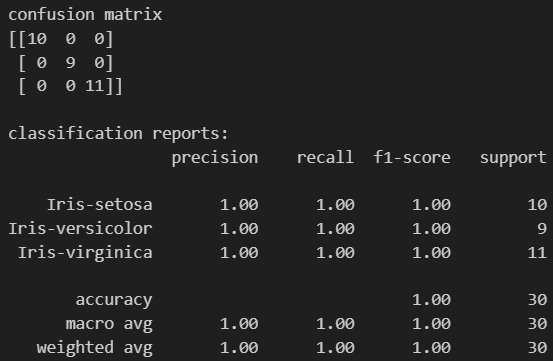 confusion matrix
[[10  0  0]
 [ 0  9  0]
 [ 0  0 11]]
classification reports:
                 precision    recall  f1-score   support
    Iris-setosa       1.00      1.00      1.00        10
Iris-versicolor       1.00      1.00      1.00         9
 Iris-virginica       1.00      1.00      1.00        11
       accuracy                           1.00        30
      macro avg       1.00      1.00      1.00        30
   weighted avg       1.00      1.00      1.00        30